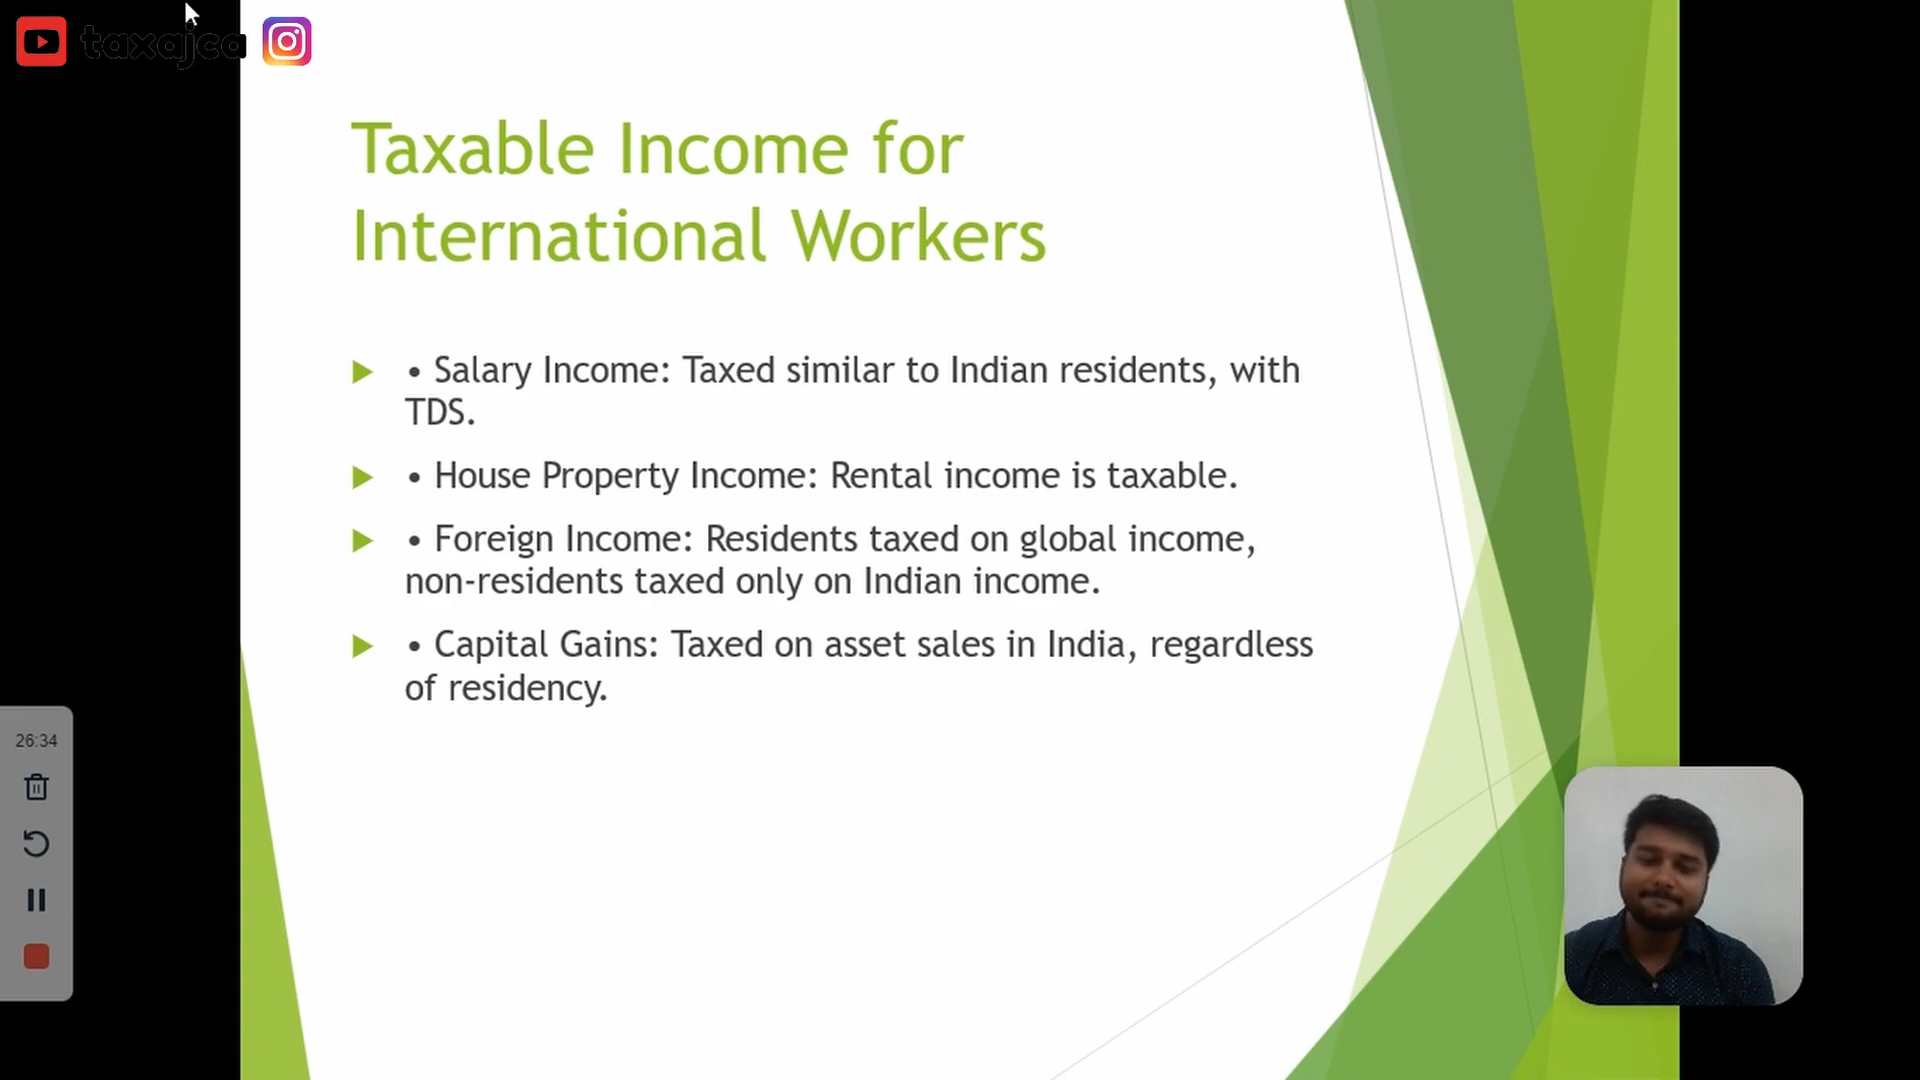 taxajca
Taxable Income for
International Workers
• Salary Income: Taxed similar to Indian residents, with
TDS.
• House Property Income: Rental income is taxable.
• Foreign Income: Residents taxed on global income,
non-residents taxed only on Indian income.
• Capital Gains: Taxed on asset sales in India, regardless
of residency.
26:34